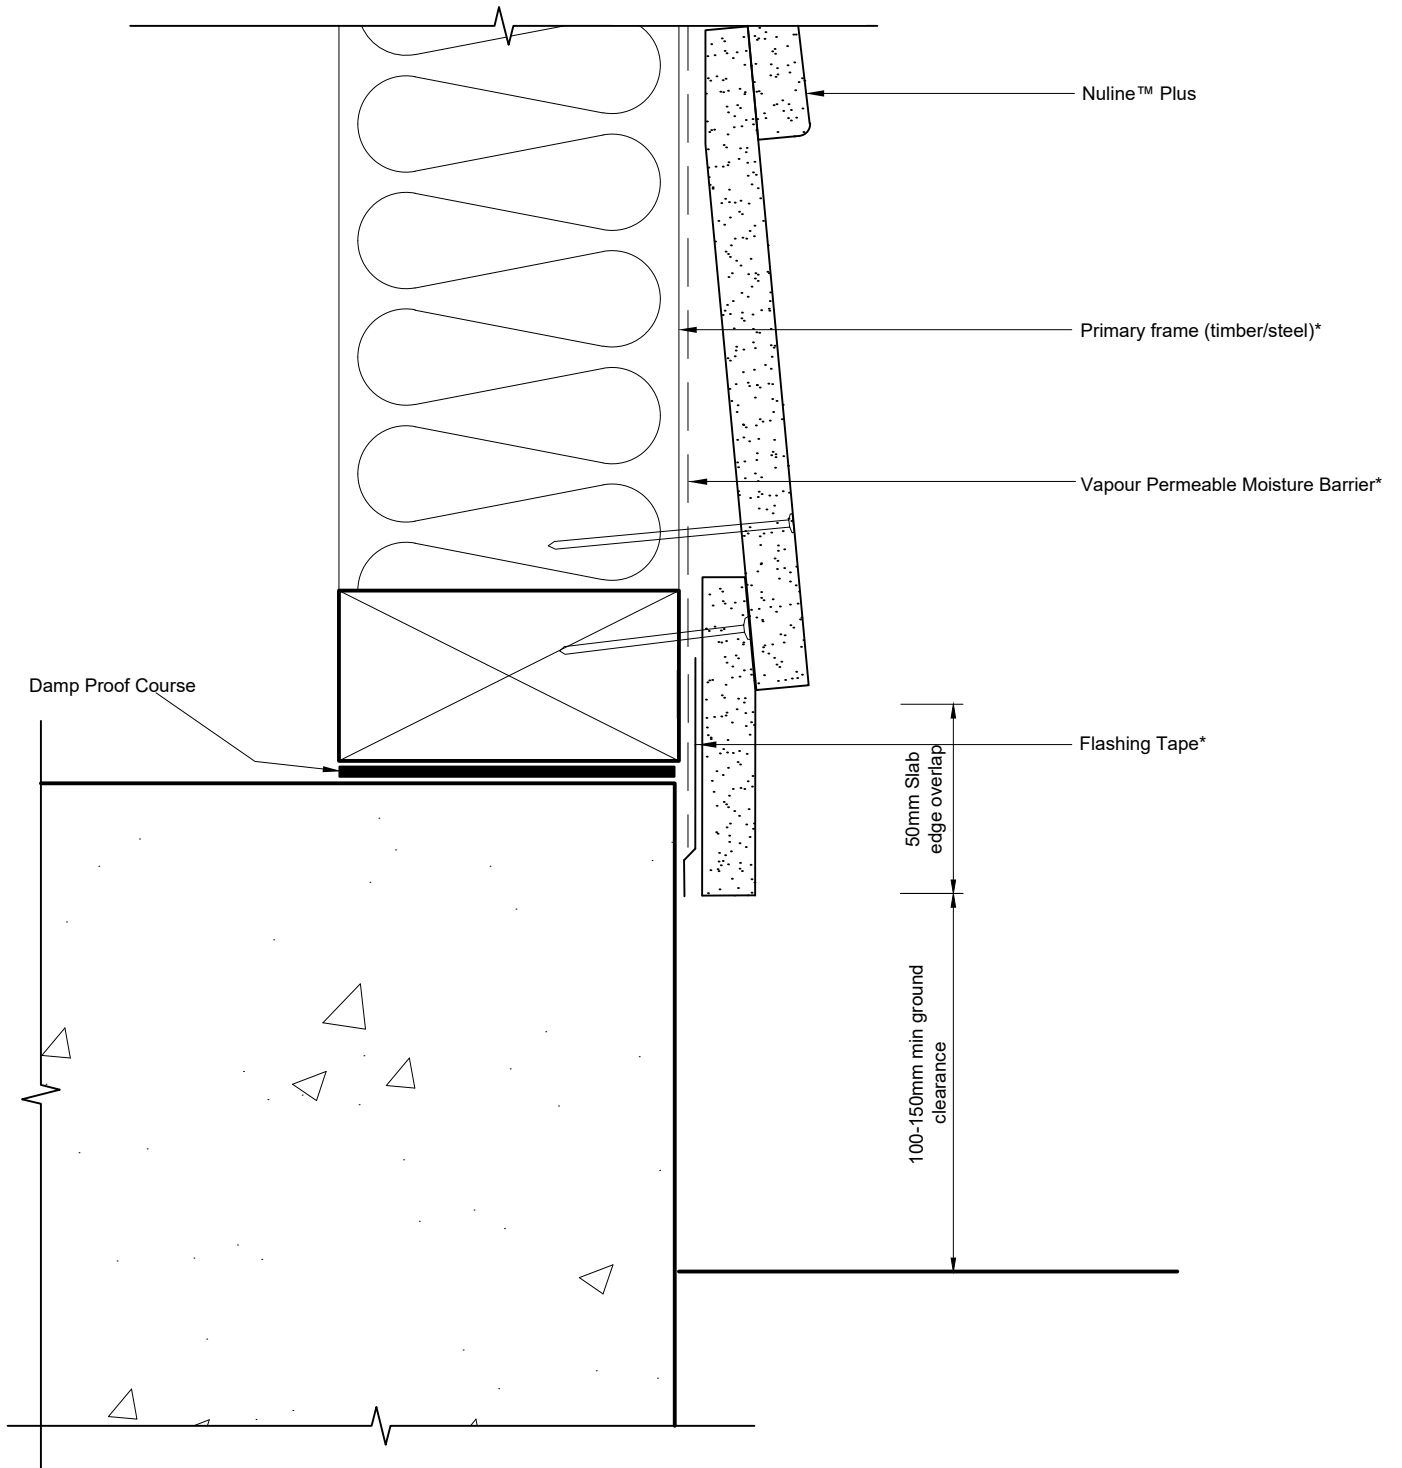 Nuline™ Plus
Primary frame (timber/steel)*
Vapour Permeable Moisture Barrier*
Damp Proof Course
Flashing Tape*
50mm Slab
edge overlap
100-150mm min ground
clearance